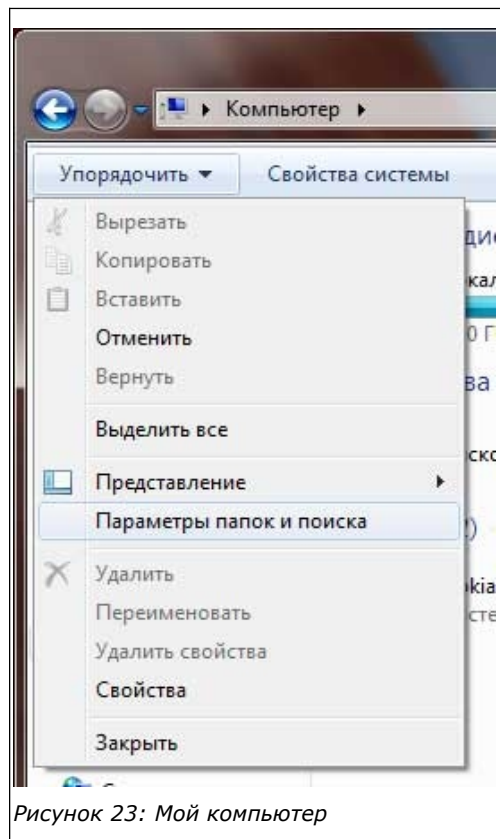 Компьютер
Упорядочить Свойства системы
Вырезать
Копировать
Вставить
Отменить
Вернуть
Выделить все
Представление
Параметры папок и поиска
Удалить
Переименовать
Удалить свойства
Свойства
Закрыть
Рисунок 23: Мой компьютер